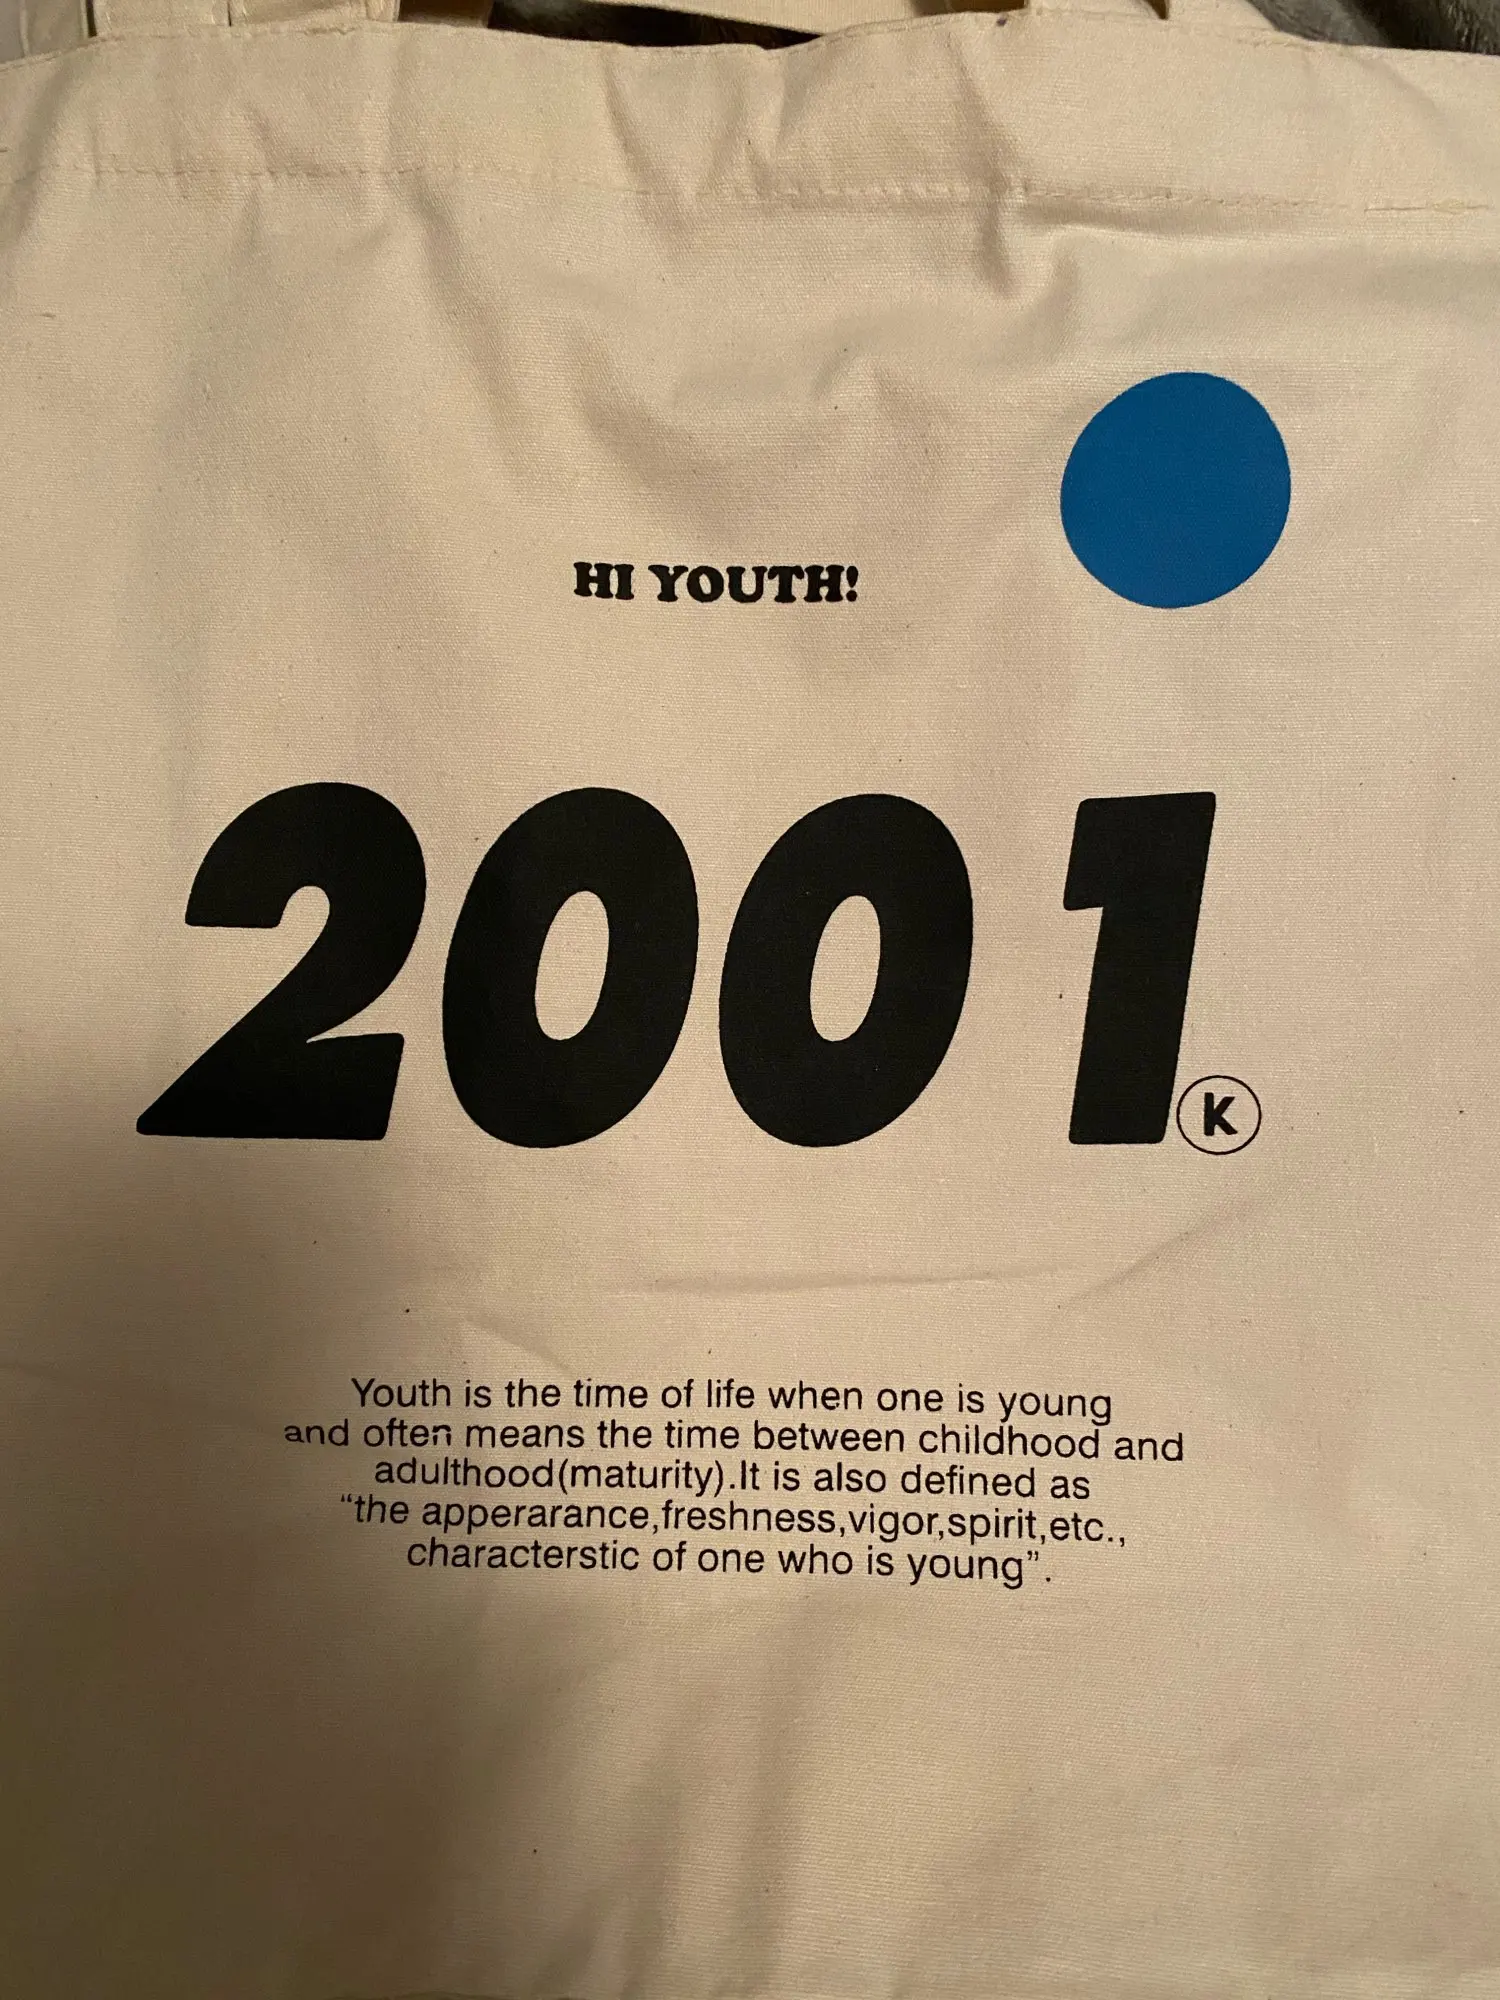 HI YOUTH!
2001
K
Youth is the time of life when one is young
and often means the time between childhood and
adulthood(maturity).It is also defined as
“the apperarance,freshness,vigor,spirit,etc.,
characterstic of one who is young”.